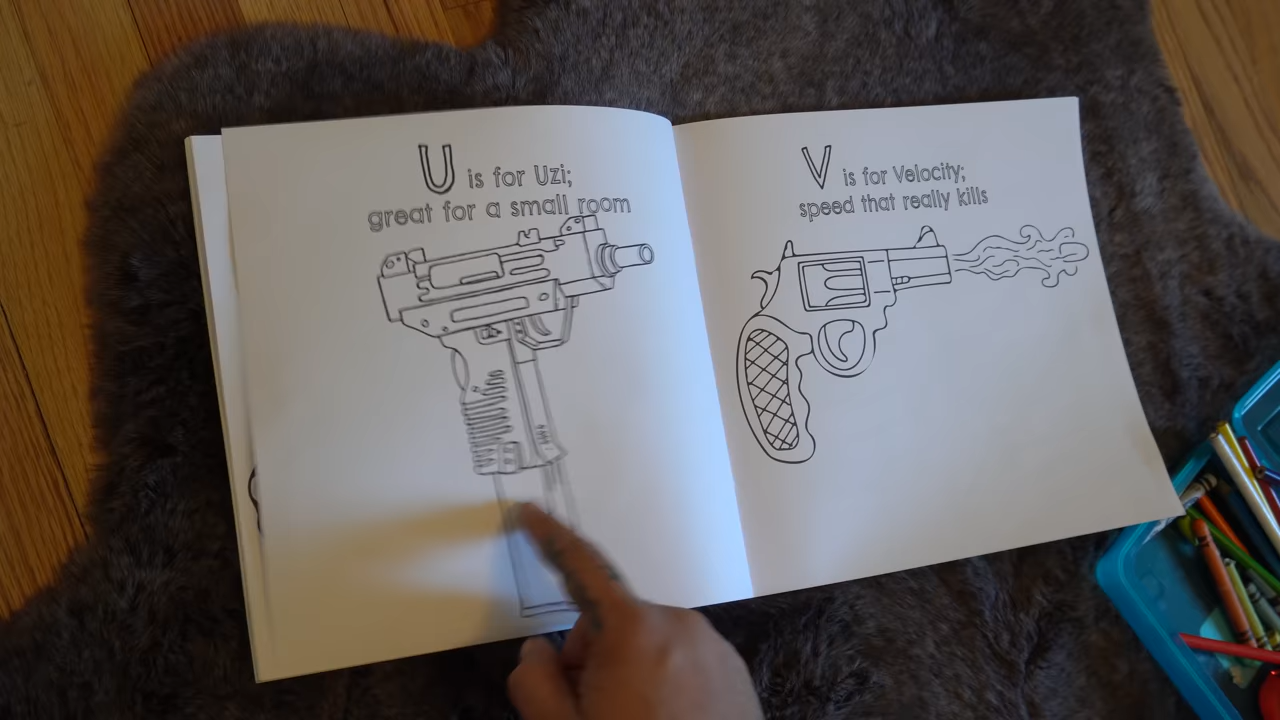 U is for Uzi;
great for a small room
V is for Velocity;
speed that really kills